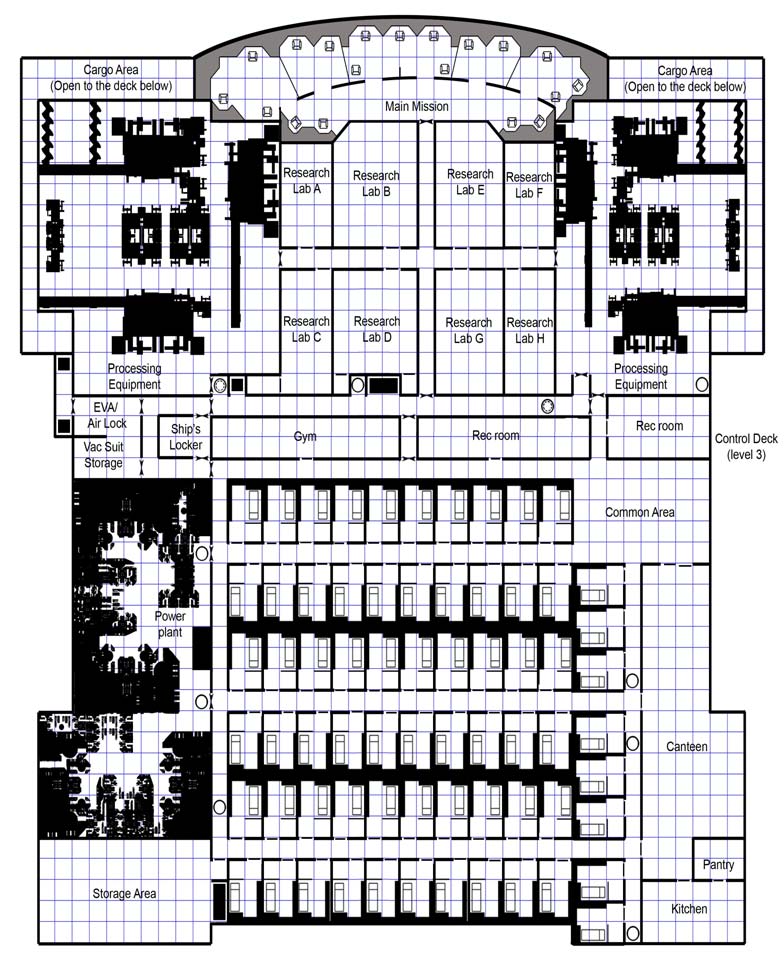 Cargo Area
(Open to the deck below)
Cargo Area
(Open to the deck below)
Main Mission
Research
Lab A
Research
Lab B
Research
Lab E
Research
Lab F
Research
Lab C
Research
Lab D
Research
Lab G
Research
Lab H
Processing
Equipment
Processing
Equipment
EVA/
Air Lock
Vac Suit
Storage
Ship's
Locker
Gym
Rec room
Rec room
Control Deck
(level 3)
Common Area
Power
plant
Canteen
Pantry
Storage Area
Kitchen